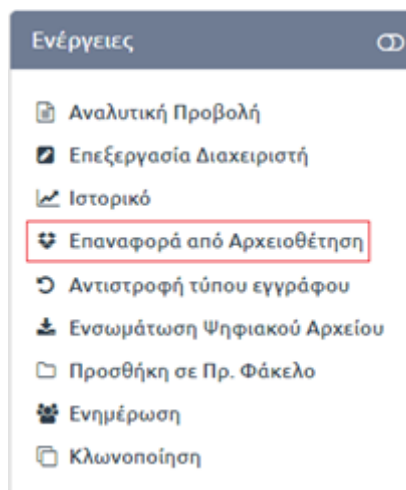 Ενέργειες
Αναλυτική Προβολή
Επεξεργασία Διαχειριστή
Ιστορικό
Επαναφορά από Αρχειοθέτηση
Αντιστροφή τύπου εγγράφου
Ενσωμάτωση Ψηφιακού Αρχείου
Προσθήκη σε Πρ. Φάκελο
Ενημέρωση
Κλωνοποίηση